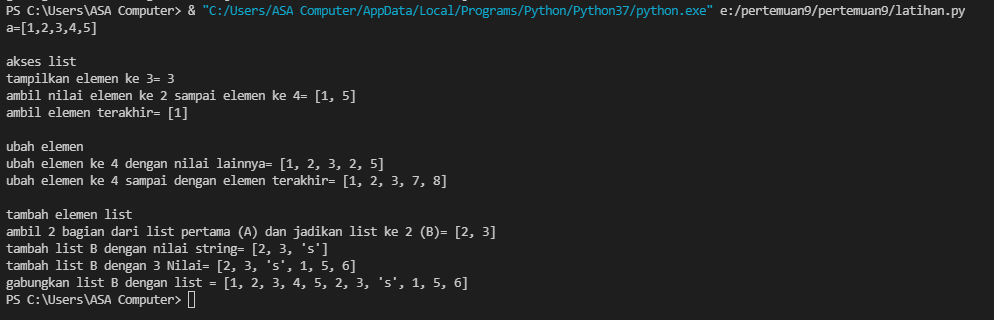 PS C:\Users\ASA Computer> & "C:/Users/ASA Computer/AppData/Local/Programs/Python/Python37/python.exe" e:/pertemuan9/pertemuan9/latihan.py
a=[1,2,3,4,5]
akses list
tampilkan elemen ke 3= 3
ambil nilai elemen ke 2 sampai elemen ke 4= [1, 5]
ambil elemen terakhir= [1]
ubah elemen
ubah elemen ke 4 dengan nilai lainnya= [1, 2, 3, 2, 5]
ubah elemen ke 4 sampai dengan elemen terakhir= [1, 2, 3, 7, 8]
tambah elemen list
ambil 2 bagian dari list pertama (A) dan jadikan list ke 2 (B)= [2, 3]
tambah list B dengan nilai string= [2, 3, 's']
tambah list B dengan 3 Nilai= [2, 3, 's', 1, 5, 6]
gabungkan list B dengan list = [1, 2, 3, 4, 5, 2, 3, 's', 1, 5, 6]
PS C:\Users\ASA Computer>